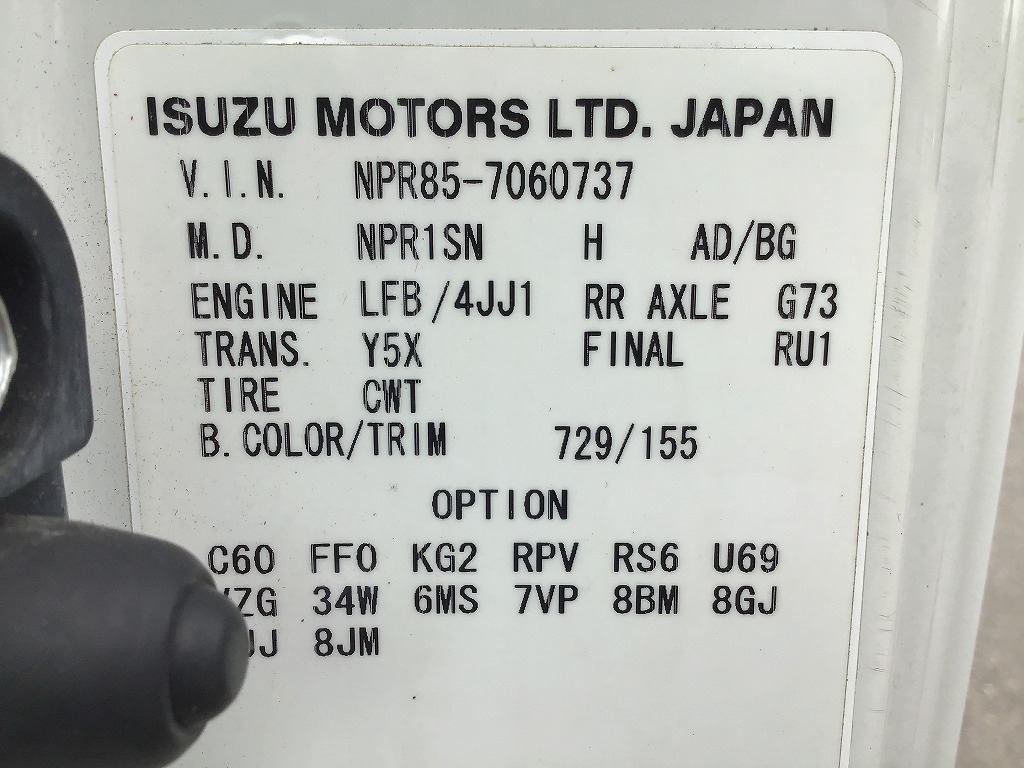 ISUZU MOTORS LTD. JAPAN
V.I.N. NPR85-7060737
M.D. NPR1SN H AD/BG
ENGINE LFB/4JJ1 RR AXLE G73
TRANS. Y5X FINAL RU1
TIRE CWT
B.COLOR/TRIM 729/155
OPTION
C60 FF0 KG2 RPV RS6 U69
34W 6MS 7VP 8BM 8GJ
8JM